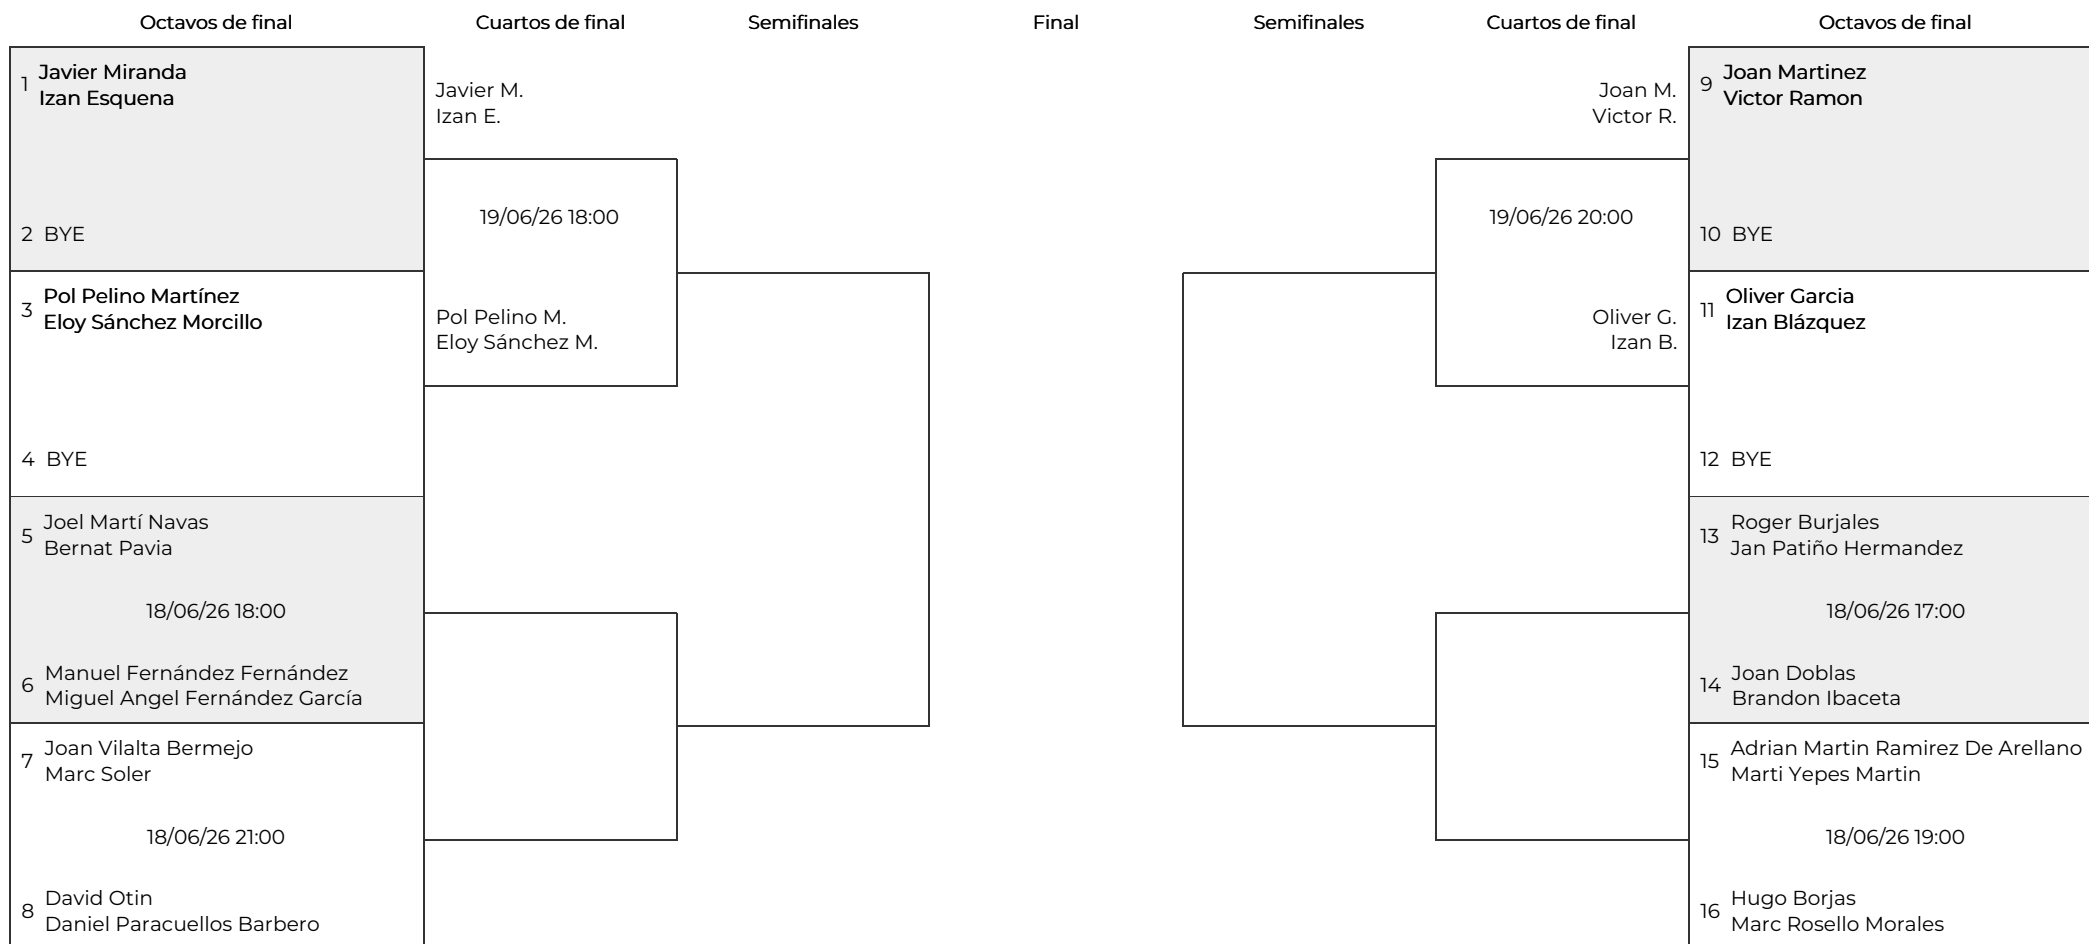 Octavos de final
Cuartos de final
Semifinales
Final
Semifinales
Cuartos de final
Octavos de final
1
Javier Miranda
Izan Esquena
2 BYE
3
Pol Pelino Martínez
Eloy Sánchez Morcillo
4 BYE
5
Joel Martí Navas
Bernat Pavia
18/06/26 18:00
6
Manuel Fernández Fernández
Miguel Angel Fernández García
7
Joan Vilalta Bermejo
Marc Soler
18/06/26 21:00
8
David Otin
Daniel Paracuellos Barbero
Javier M.
Izan E.
19/06/26 18:00
Pol Pelino M.
Eloy Sánchez M.
Joan M.
Victor R.
19/06/26 20:00
Oliver G.
Izan B.
9
Joan Martinez
Victor Ramon
10 BYE
11
Oliver Garcia
Izan Blázquez
12 BYE
13
Roger Burjales
Jan Patiño Hermandez
18/06/26 17:00
14
Joan Doblas
Brandon Ibaceta
15
Adrian Martin Ramirez De Arellano
Marti Yepes Martin
18/06/26 19:00
16
Hugo Borjas
Marc Rosello Morales